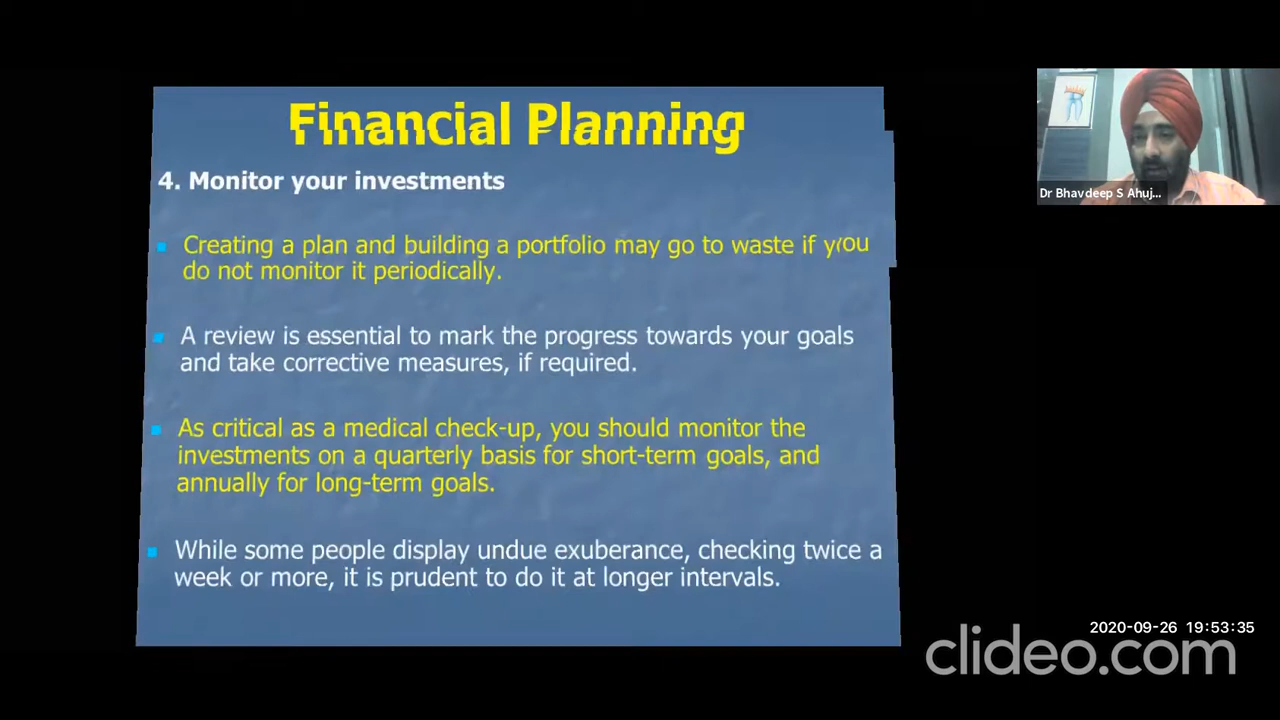 Financial Planning
4. Monitor your investments
Creating a plan and building a portfolio may go to waste if you
do not monitor it periodically.
A review is essential to mark the progress towards your goals
and take corrective measures, if required.
As critical as a medical check-up, you should monitor the
investments on a quarterly basis for short-term goals, and
annually for long-term goals.
While some people display undue exuberance, checking twice a
week or more, it is prudent to do it at longer intervals.
Dr Bhavdeep S Ahuj...
2020-09-26 19:53:35
clideo.com